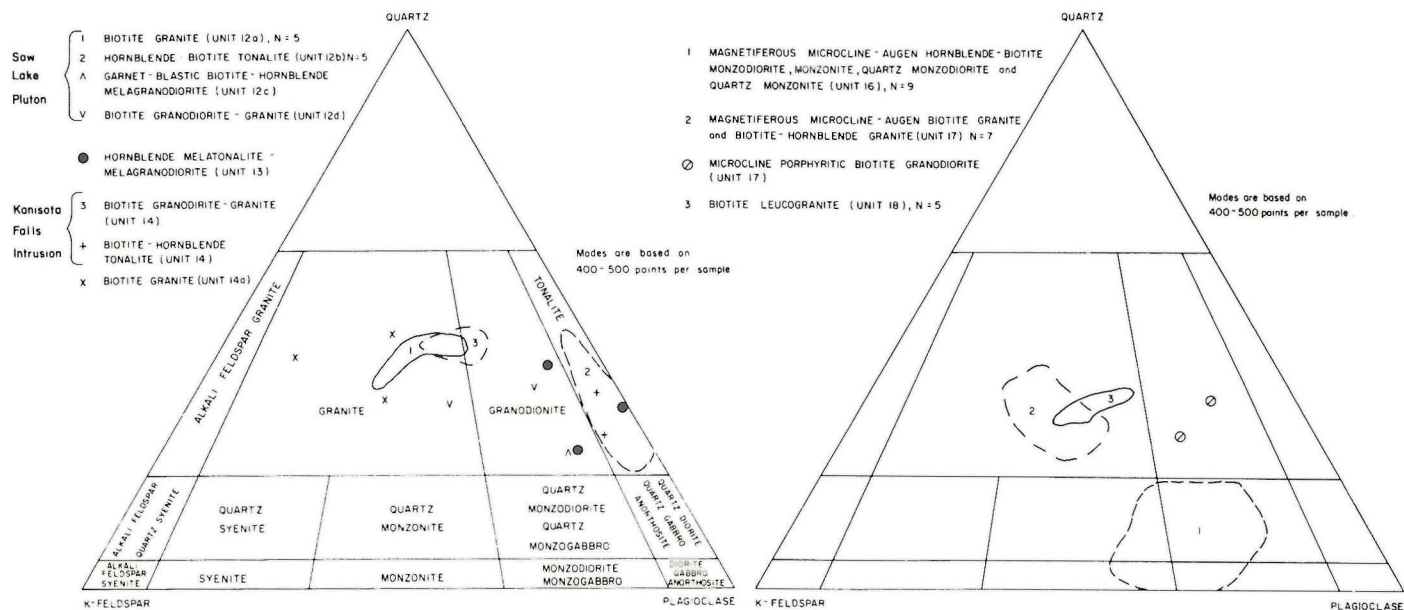 QUARTZ
Saw
Lake
Pluton
1 BIOTITE GRANITE (UNIT 12a), N = 5
2 HORNBLENDE BIOTITE TONALITE (UNIT 12b) N=5
ʌ GARNET-BLASTIC BIOTITE-HORNBLENDE
MELAGRANODIORITE (UNIT 12c)
v BIOTITE GRANODIORITE-GRANITE (UNIT 12d)
HORNBLENDE MELATONALITE-
MELAGRANODIORITE (UNIT 13)
Kanisota
Falls
Intrusion
3 BIOTITE GRANODIRITE-GRANITE
(UNIT 14)
+ BIOTITE-HORNBLENDE
TONALITE (UNIT 14)
x BIOTITE GRANITE (UNIT 14a)
Modes are based on
400-500 points per sample
ALKALI FELDSPAR GRANITE
TONALITE
x
x
1
3
x
v
v
2
+
+
ʌ
GRANITE
GRANODIONITE
ALKALI FELDSPAR
QUARTZ SYENITE
QUARTZ
SYENITE
QUARTZ
MONZONITE
QUARTZ
MONZODIORITE
QUARTZ
MONZOGABBRO
QUARTZ DIORITE
QUARTZ GABBRO
ANORTHOSITE
ALKALI
FELDSPAR
SYENITE
SYENITE
MONZONITE
MONZODIORITE
MONZOGABBRO
DIORITE
GABBRO
ANORTHOSITE
K-FELDSPAR
PLAGIOCLASE
QUARTZ
1 MAGNETIFEROUS MICROCLINE-AUGEN HORNBLENDE-BIOTITE
MONZODIORITE, MONZONITE, QUARTZ MONZODIORITE and
QUARTZ MONZONITE (UNIT 16), N = 9
2 MAGNETIFEROUS MICROCLINE-AUGEN BIOTITE GRANITE
and BIOTITE-HORNBLENDE GRANITE (UNIT 17) N = 7
MICROCLINE PORPHYRITIC BIOTITE GRANODIORITE
(UNIT 17)
3 BIOTITE LEUCOGRANITE (UNIT 18), N = 5
Modes are based on
400-500 points per sample.
2
3
1
K-FELDSPAR
PLAGIOCLASE